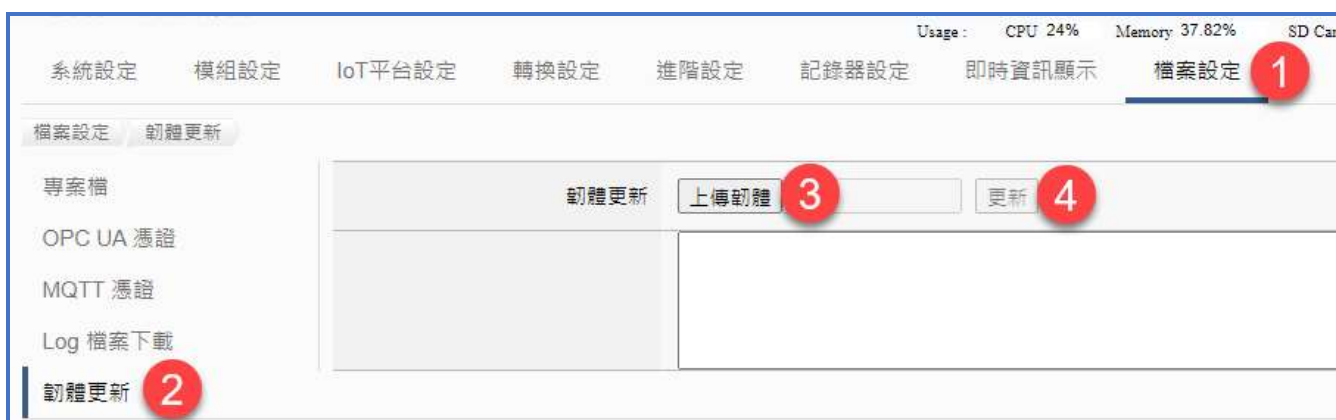 Usage : CPU 24% Memory 37.82% SD Car
系統設定 模組設定 IoT平台設定 轉換設定 進階設定 記錄器設定 即時資訊顯示 檔案設定 1
檔案設定 韌體更新
專案檔
韌體更新 上傳韌體 3 更新 4
OPC UA 憑證
MQTT 憑證
Log 檔案下載
韌體更新 2